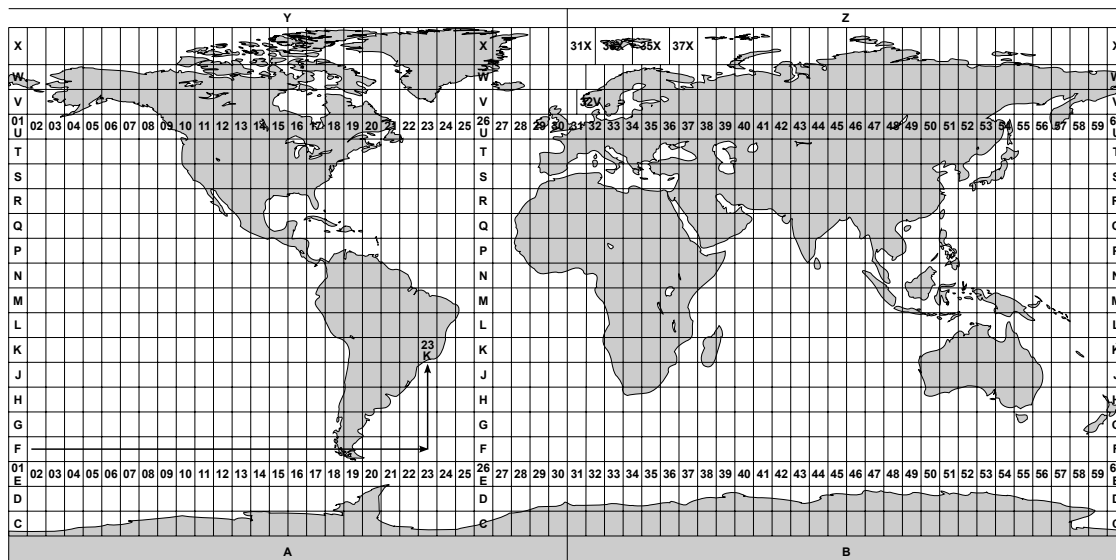 Y Z
X X 31X 33X 35X 37X
W W
V V 32V
01 02 03 04 05 06 07 08 09 10 11 12 13 14 15 16 17 18 19 20 21 22 23 24 25 26 27 28 29 30 31 32 33 34 35 36 37 38 39 40 41 42 43 44 45 46 47 48 49 50 51 52 53 54 55 56 57 58 59
U U
T T
S S
R R
Q Q
P P
N N
M M
L L
23
K K K
J J
H H
G G
F F
01 02 03 04 05 06 07 08 09 10 11 12 13 14 15 16 17 18 19 20 21 22 23 24 25 26 27 28 29 30 31 32 33 34 35 36 37 38 39 40 41 42 43 44 45 46 47 48 49 50 51 52 53 54 55 56 57 58 59
E E
D D
C C
A B